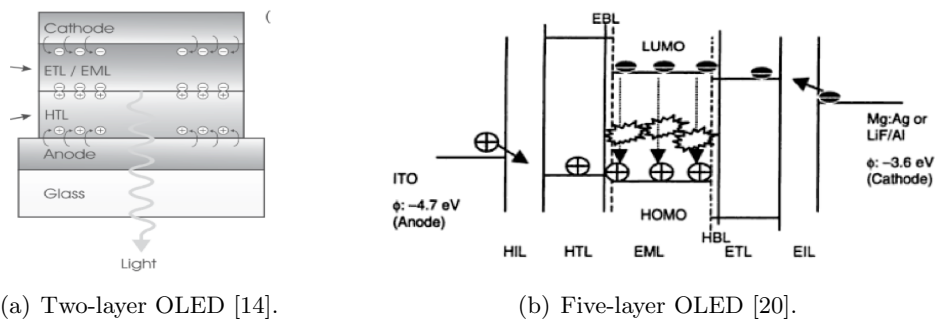 (
Cathode
ETL / EML
HTL
Anode
Glass
Light
EBL
LUMO
Mg:Ag or
LiF/Al
ϕ: −3.6 eV
(Cathode)
ITO
ϕ: −4.7 eV
(Anode)
HOMO
HBL
HIL HTL EML ETL EIL
(a) Two-layer OLED [14].
(b) Five-layer OLED [20].